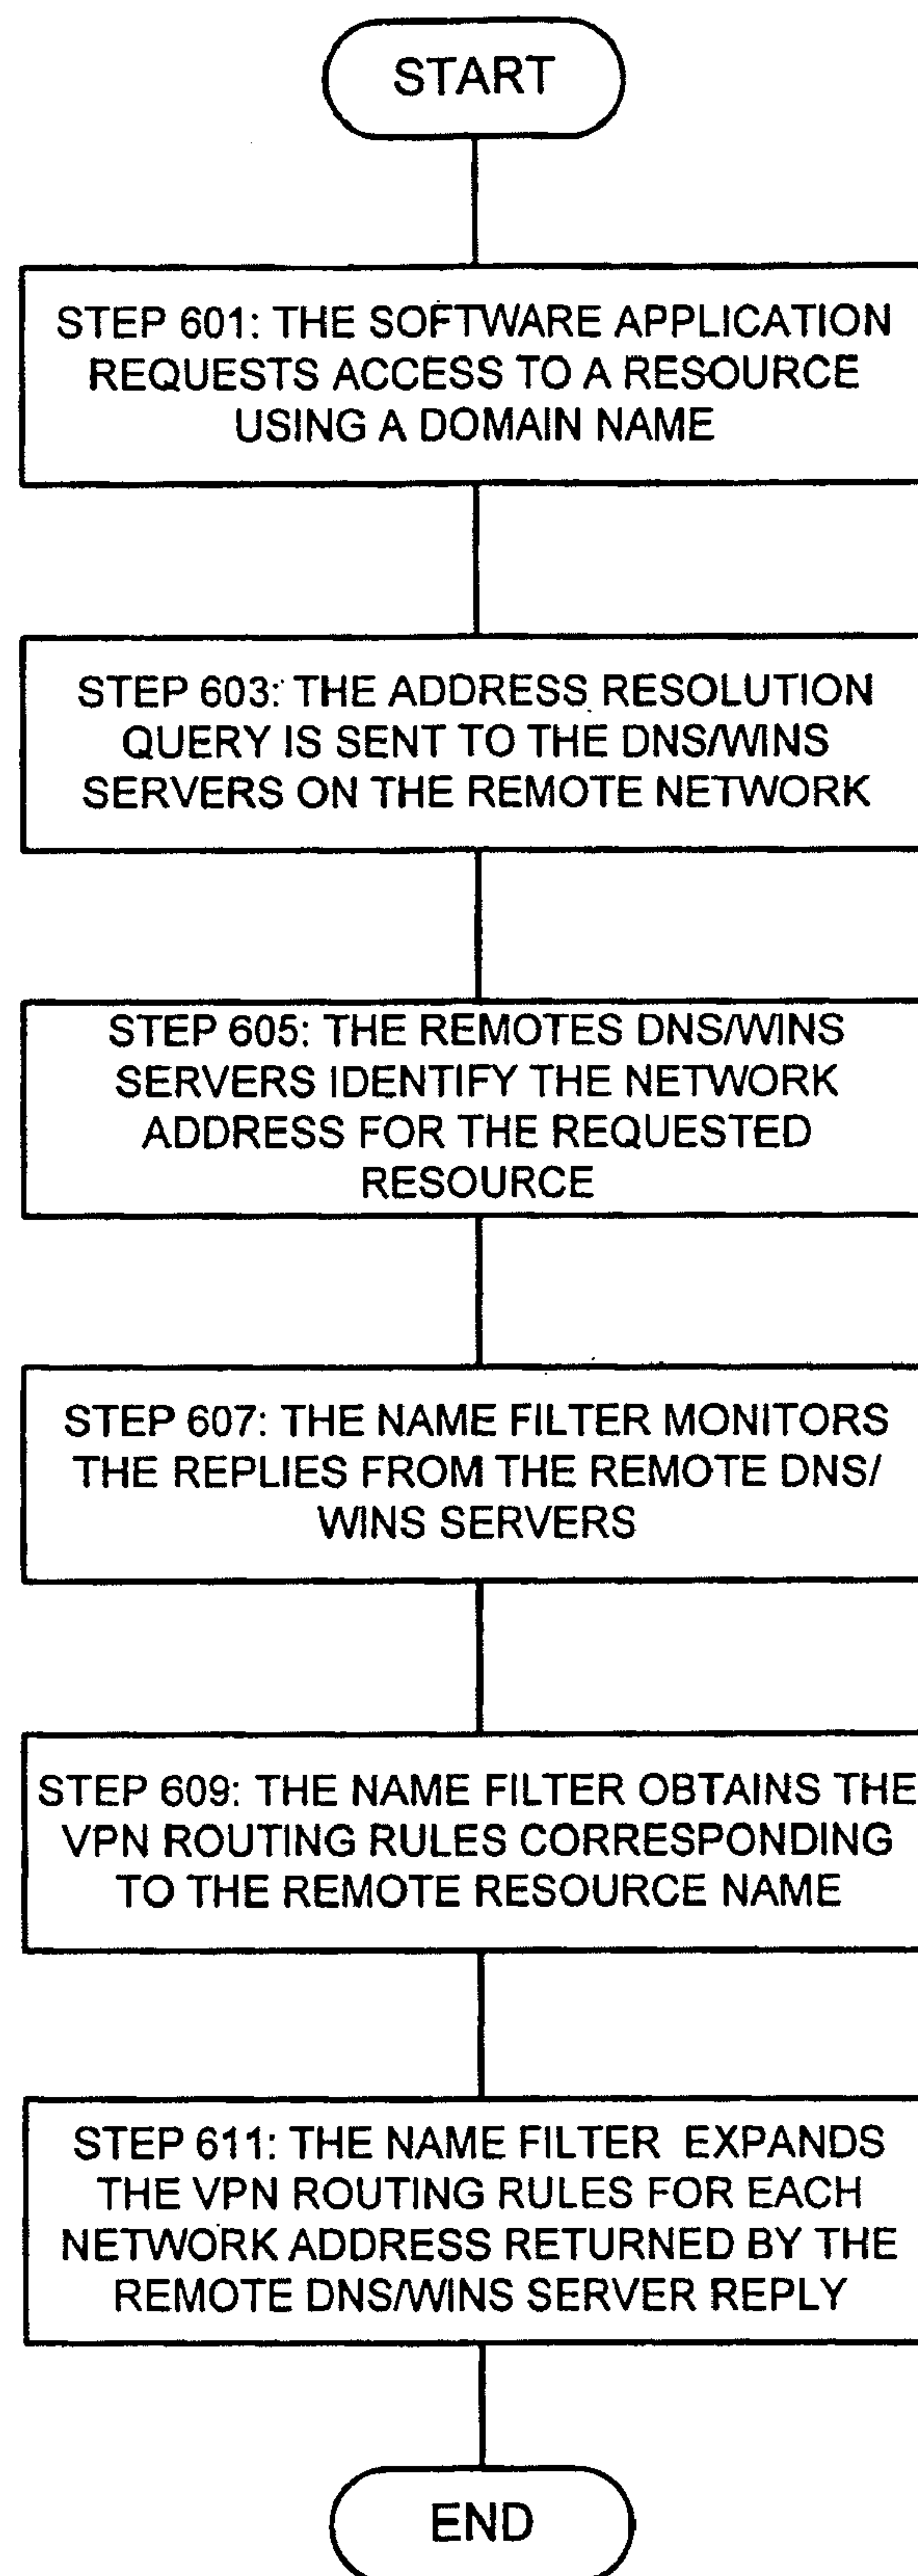 START
STEP 601: THE SOFTWARE APPLICATION
REQUESTS ACCESS TO A RESOURCE
USING A DOMAIN NAME
STEP 603: THE ADDRESS RESOLUTION
QUERY IS SENT TO THE DNS/WINS
SERVERS ON THE REMOTE NETWORK
STEP 605: THE REMOTES DNS/WINS
SERVERS IDENTIFY THE NETWORK
ADDRESS FOR THE REQUESTED
RESOURCE
STEP 607: THE NAME FILTER MONITORS
THE REPLIES FROM THE REMOTE DNS/
WINS SERVERS
STEP 609: THE NAME FILTER OBTAINS THE
VPN ROUTING RULES CORRESPONDING
TO THE REMOTE RESOURCE NAME
STEP 611: THE NAME FILTER EXPANDS
THE VPN ROUTING RULES FOR EACH
NETWORK ADDRESS RETURNED BY THE
REMOTE DNS/WINS SERVER REPLY
END